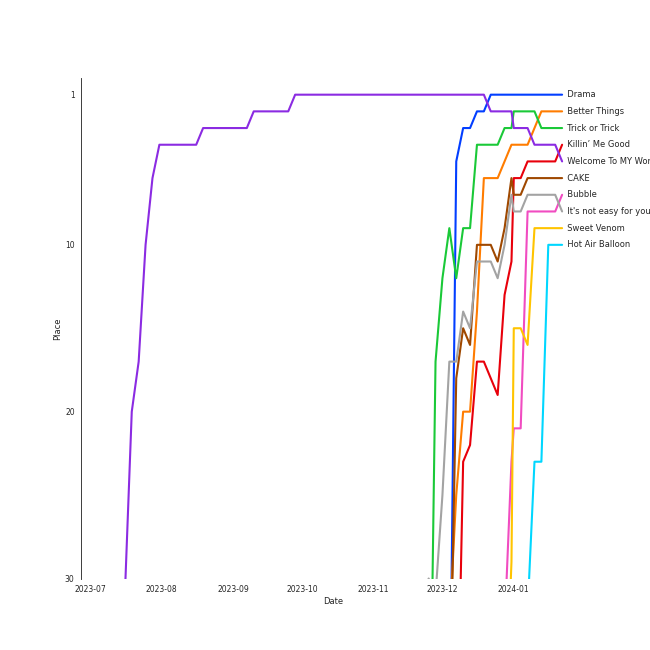 1
10
20
30
Place
2023-07
2023-08
2023-09
2023-10
2023-11
2023-12
2024-01
Date
Drama
Better Things
Trick or Trick
Killin' Me Good
Welcome To MY Wor
CAKE
Bubble
It's not easy for you
Sweet Venom
Hot Air Balloon